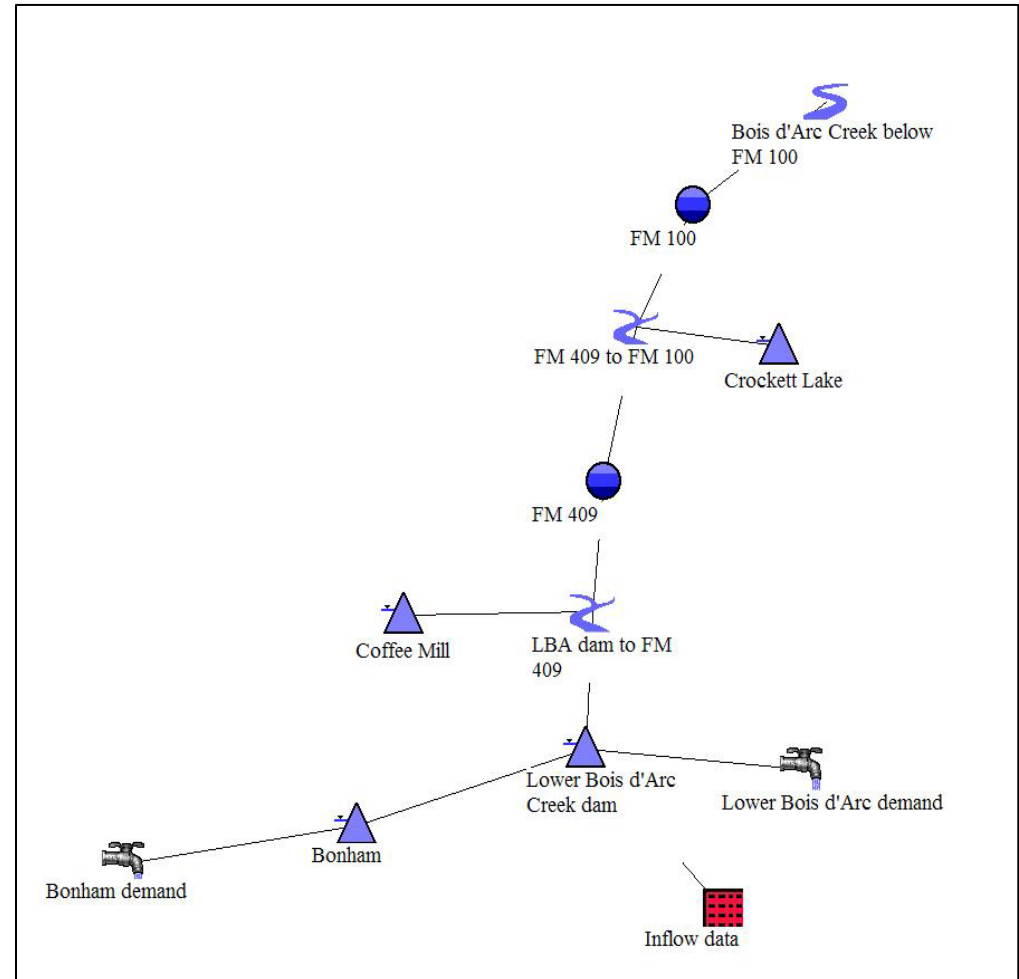 Bois d'Arc Creek below
FM 100
FM 100
FM 409 to FM 100
Crockett Lake
FM 409
Coffee Mill
LBA dam to FM
409
Lower Bois d'Arc
Creek dam
Lower Bois d'Arc demand
Bonham
Bonham demand
Inflow data